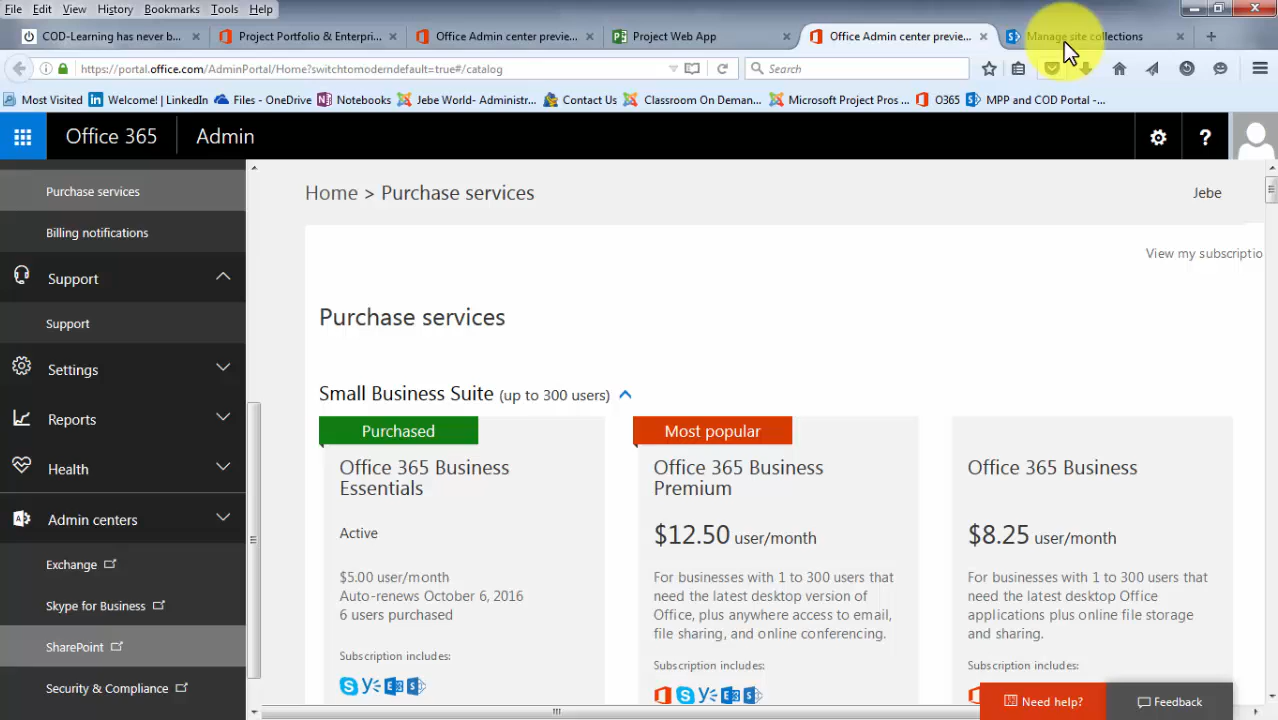 File Edit View History Bookmarks Tools Help
COD-Learning has never b...
Project Portfolio & Enterpri...
Office Admin center preview...
Project Web App
Office Admin center previe...
Manage site collections
https://portal.office.com/AdminPortal/Home?switchtomoderndefault=true#/catalog
Search
Most Visited
Welcome! | LinkedIn
Files - OneDrive
Notebooks
Jebe World- Administr...
Contact Us
Classroom On Deman...
Microsoft Project Pros ...
O365
MPP and COD Portal -...
Office 365
Admin
?
Purchase services
Billing notifications
Support
Support
Settings
Reports
Health
Admin centers
Exchange
Skype for Business
SharePoint
Security & Compliance
Home > Purchase services
Jebe
View my subscriptio
Purchase services
Small Business Suite (up to 300 users)
Purchased
Office 365 Business
Essentials
Active
$5.00 user/month
Auto-renews October 6, 2016
6 users purchased
Subscription includes:
Most popular
Office 365 Business
Premium
$12.50 user/month
For businesses with 1 to 300 users that
need the latest desktop version of
Office, plus anywhere access to email,
file sharing, and online conferencing.
Subscription includes:
Office 365 Business
$8.25 user/month
For businesses with 1 to 300 users that
need the latest desktop Office
applications plus online file storage
and sharing.
Subscription includes:
Need help?
Feedback